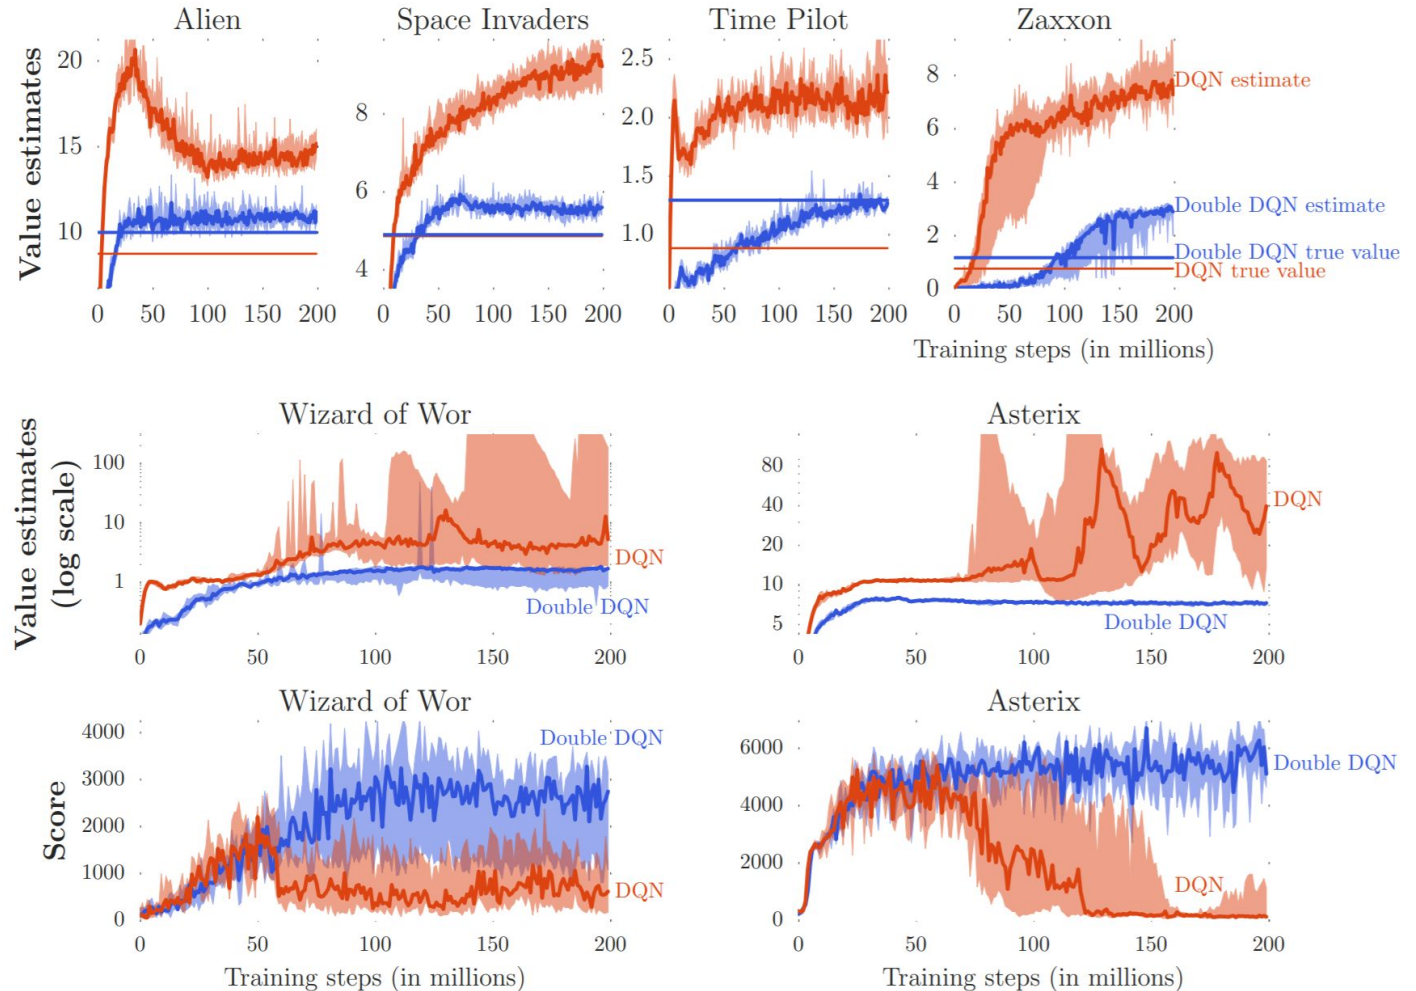 Alien
Space Invaders
Time Pilot
Zaxxon
Value estimates
20
15
10
0 50 100 150 200
8
6
4
0 50 100 150 200
2.5
2.0
1.5
1.0
0 50 100 150 200
8
6
4
2
0
0 50 100 150 200
DQN estimate
Double DQN estimate
Double DQN true value
DQN true value
Training steps (in millions)
Wizard of Wor
Asterix
Value estimates
(log scale)
100
10
1
0 50 100 150 200
DQN
Double DQN
80
40
20
10
5
0 50 100 150 200
DQN
Double DQN
Wizard of Wor
Asterix
Score
4000
3000
2000
1000
0
0 50 100 150 200
Double DQN
DQN
Training steps (in millions)
6000
4000
2000
0
0 50 100 150 200
Double DQN
DQN
Training steps (in millions)